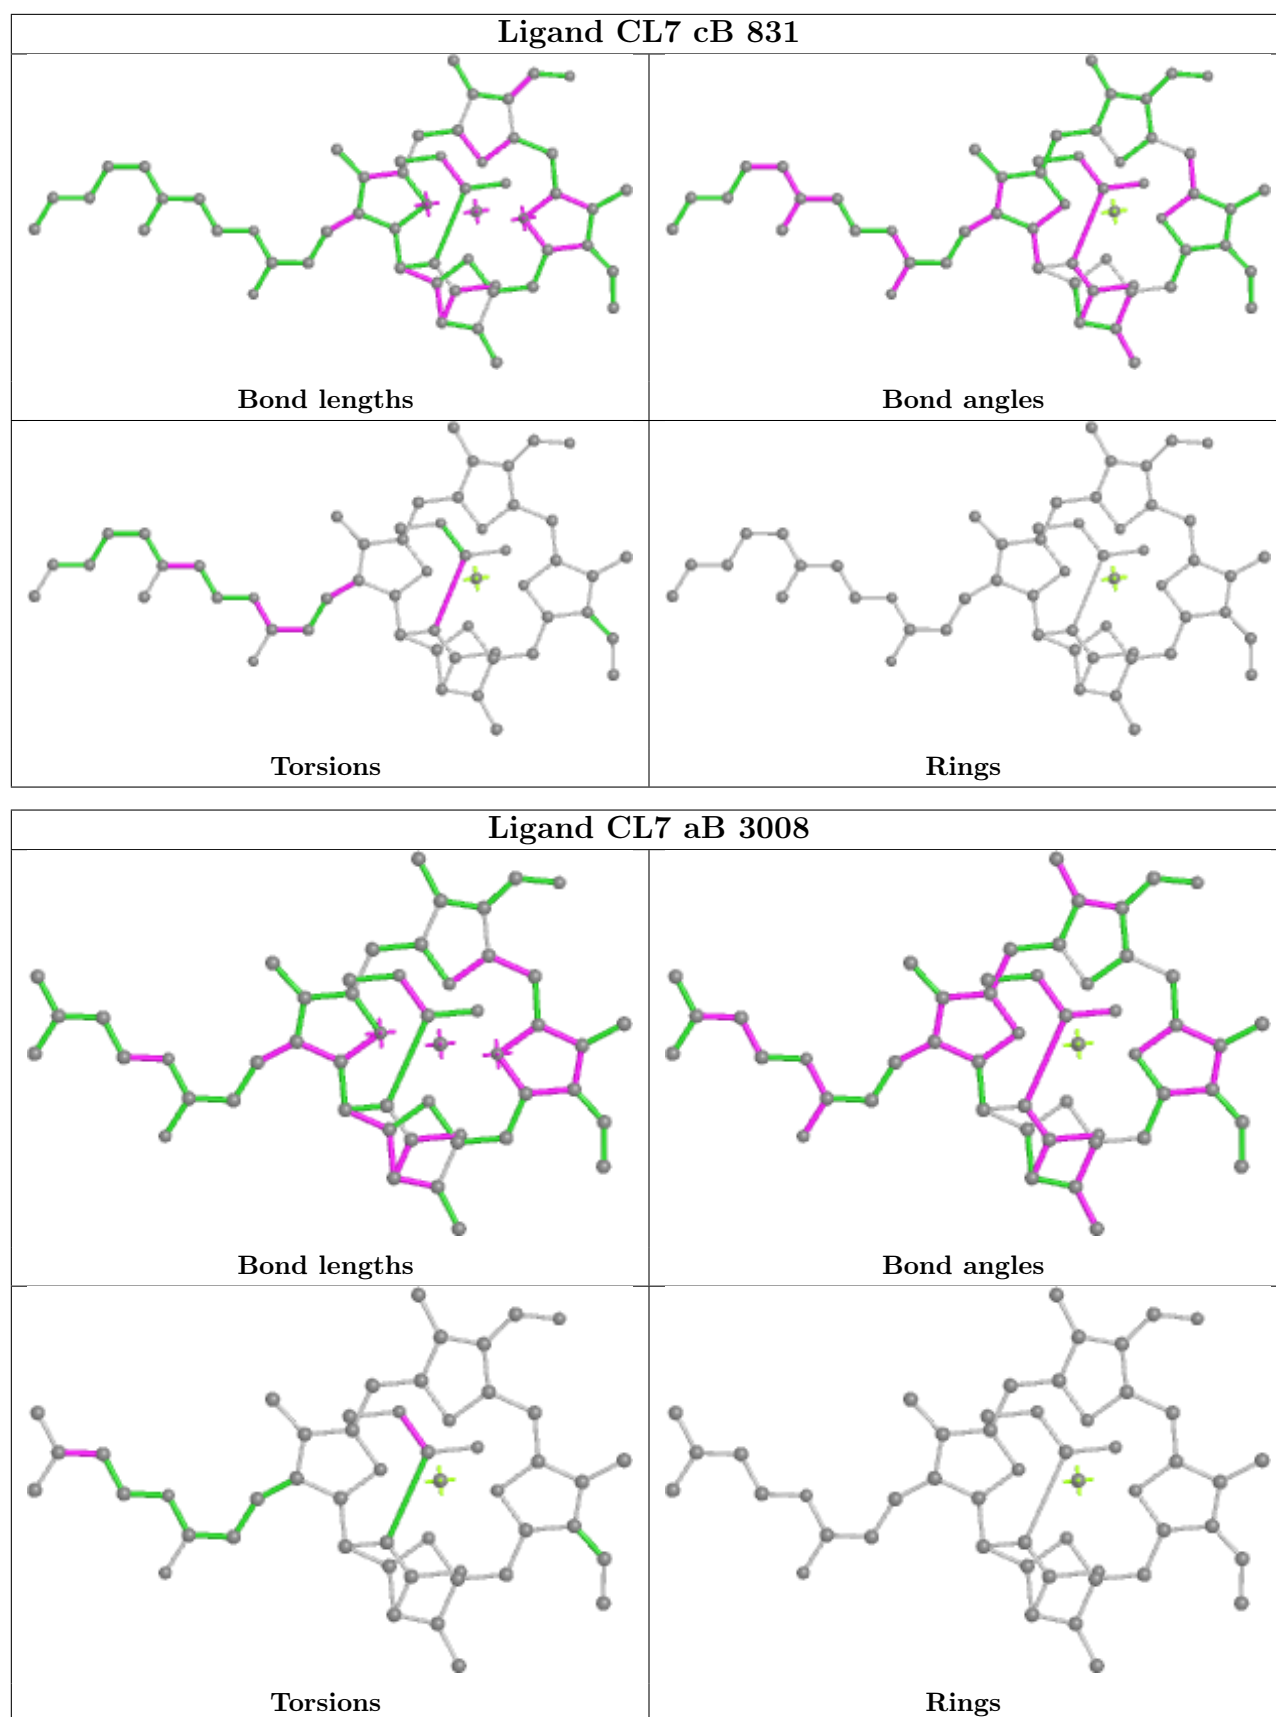 Ligand CL7 cB 831
Bond lengths
Bond angles
Torsions
Rings
Ligand CL7 aB 3008
Bond lengths
Bond angles
Torsions
Rings